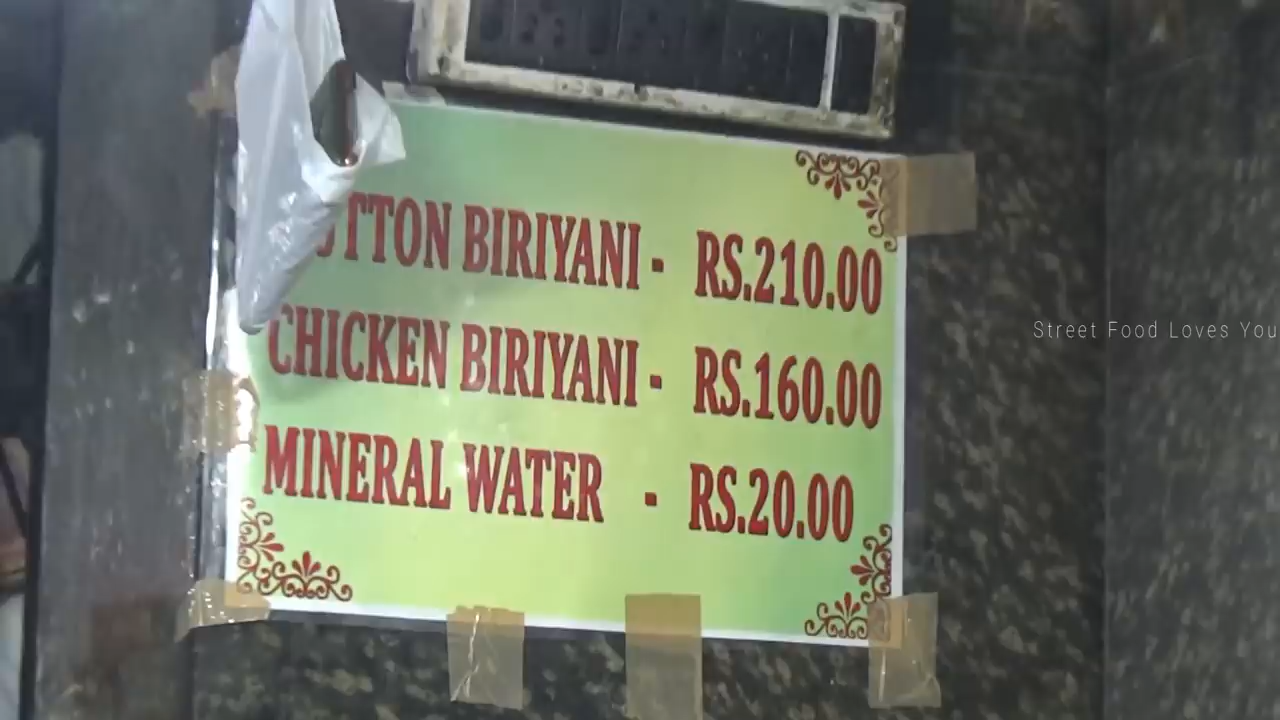 BIRIYANI - RS.210.00
CHICKEN BIRIYANI - RS.160.00
MINERAL WATER - RS.20.00
Street Food Loves You